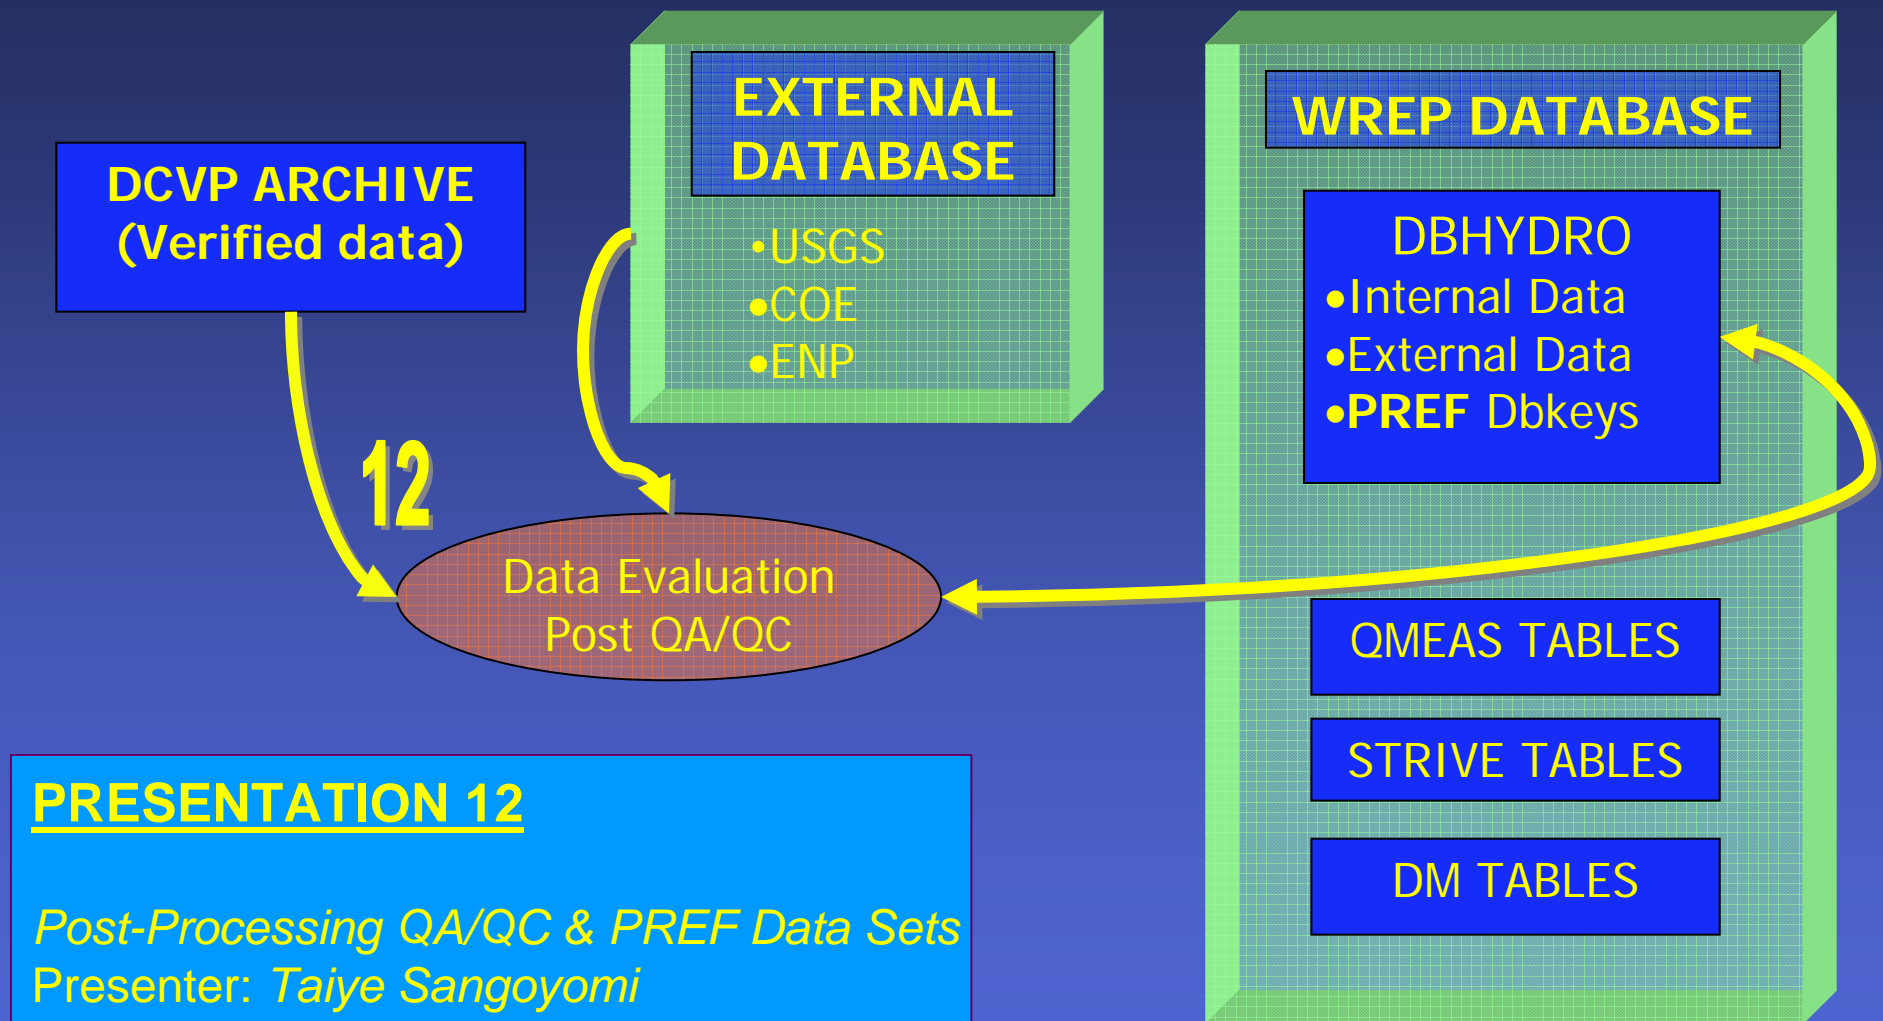 DCVP ARCHIVE
(Verified data)
EXTERNAL
DATABASE
•USGS
•COE
•ENP
WREP DATABASE
DBHYDRO
•Internal Data
•External Data
•PREF Dbkeys
12
Data Evaluation
Post QA/QC
QMEAS TABLES
STRIVE TABLES
DM TABLES
PRESENTATION 12
Post-Processing QA/QC & PREF Data Sets
Presenter: Taiye Sangoyomi